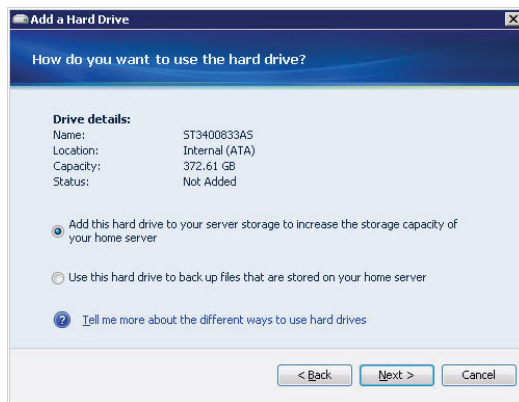 Add a Hard Drive
How do you want to use the hard drive?
Drive details:
Name: ST3400833AS
Location: Internal (ATA)
Capacity: 372.61 GB
Status: Not Added
Add this hard drive to your server storage to increase the storage capacity of
your home server
Use this hard drive to back up files that are stored on your home server
? Tell me more about the different ways to use hard drives
< Back Next > Cancel